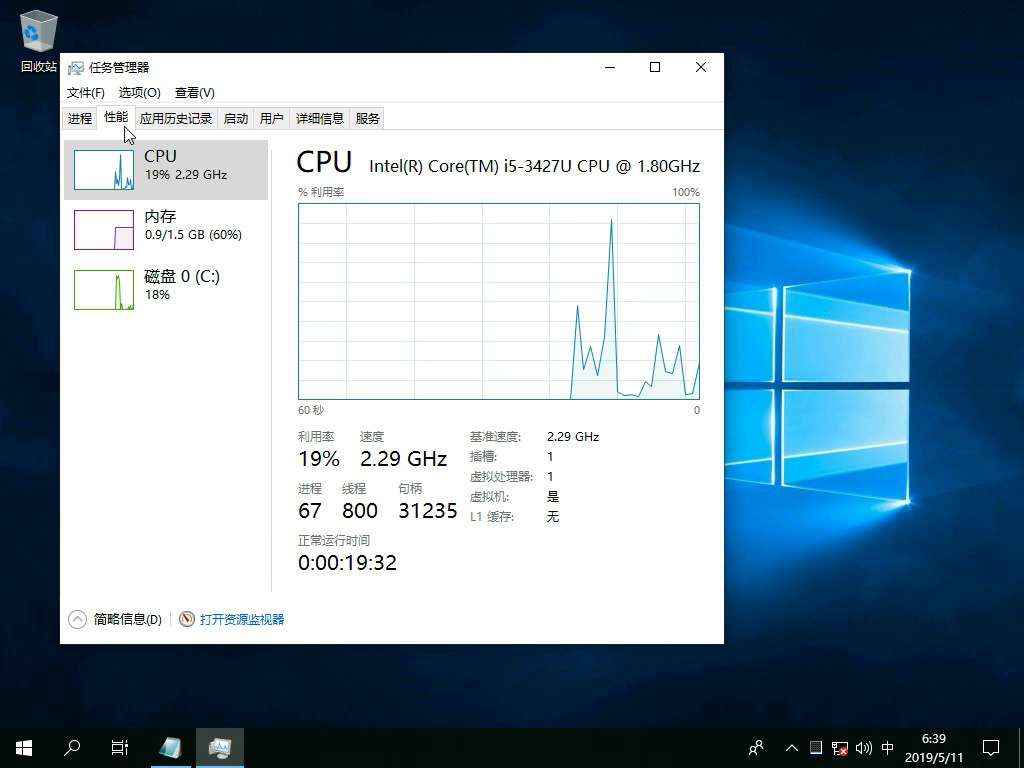 回收站
任务管理器
文件(F) 选项(O) 查看(V)
进程 性能 应用历史记录 启动 用户 详细信息 服务
CPU
19% 2.29 GHz
内存
0.9/1.5 GB (60%)
磁盘 0 (C:)
18%
CPU Intel(R) Core(TM) i5-3427U CPU @ 1.80GHz
% 利用率 100%
60 秒 0
利用率 速度
19% 2.29 GHz
进程 线程 句柄
67 800 31235
正常运行时间
0:00:19:32
基准速度: 2.29 GHz
插槽: 1
虚拟处理器: 1
虚拟机: 是
L1 缓存: 无
简略信息(D) 打开资源监视器
中
6:39
2019/5/11